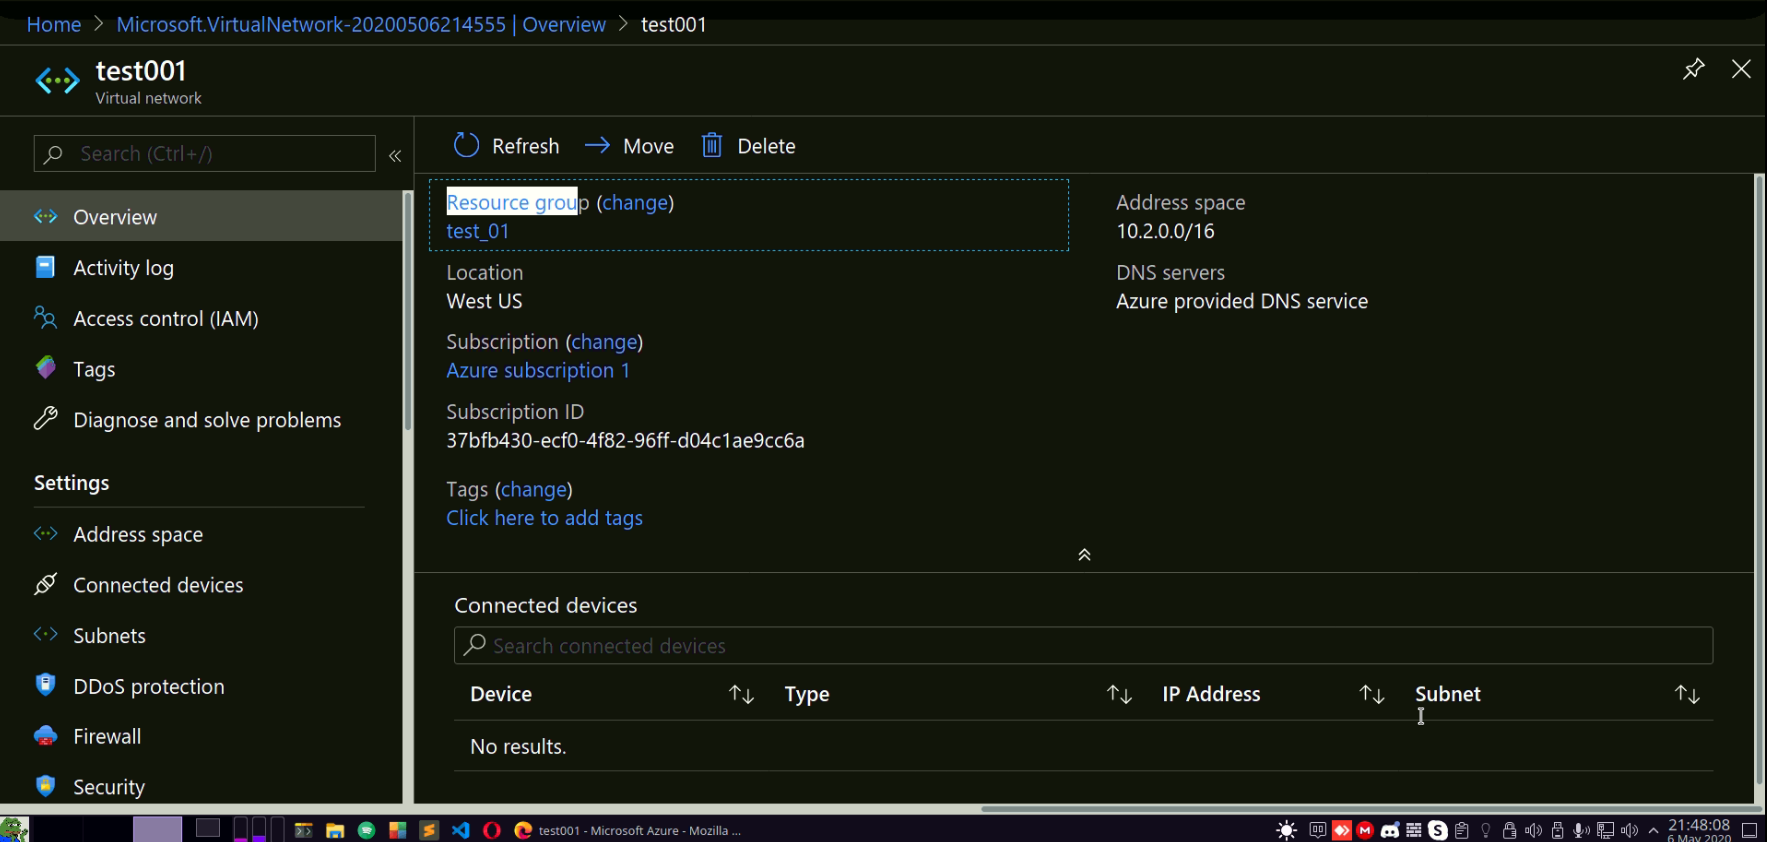 Home > Microsoft.VirtualNetwork-20200506214555 | Overview > test001
test001
Virtual network
Search (Ctrl+/)
«
Refresh
Move
Delete
Overview
Activity log
Access control (IAM)
Tags
Diagnose and solve problems
Settings
Address space
Connected devices
Subnets
DDoS protection
Firewall
Security
Resource group (change)
test_01
Location
West US
Subscription (change)
Azure subscription 1
Subscription ID
37bfb430-ecf0-4f82-96ff-d04c1ae9cc6a
Tags (change)
Click here to add tags
Address space
10.2.0.0/16
DNS servers
Azure provided DNS service
Connected devices
Search connected devices
Device Type IP Address Subnet
No results.
test001 - Microsoft Azure - Mozilla ...
21:48:08
6 May 2020